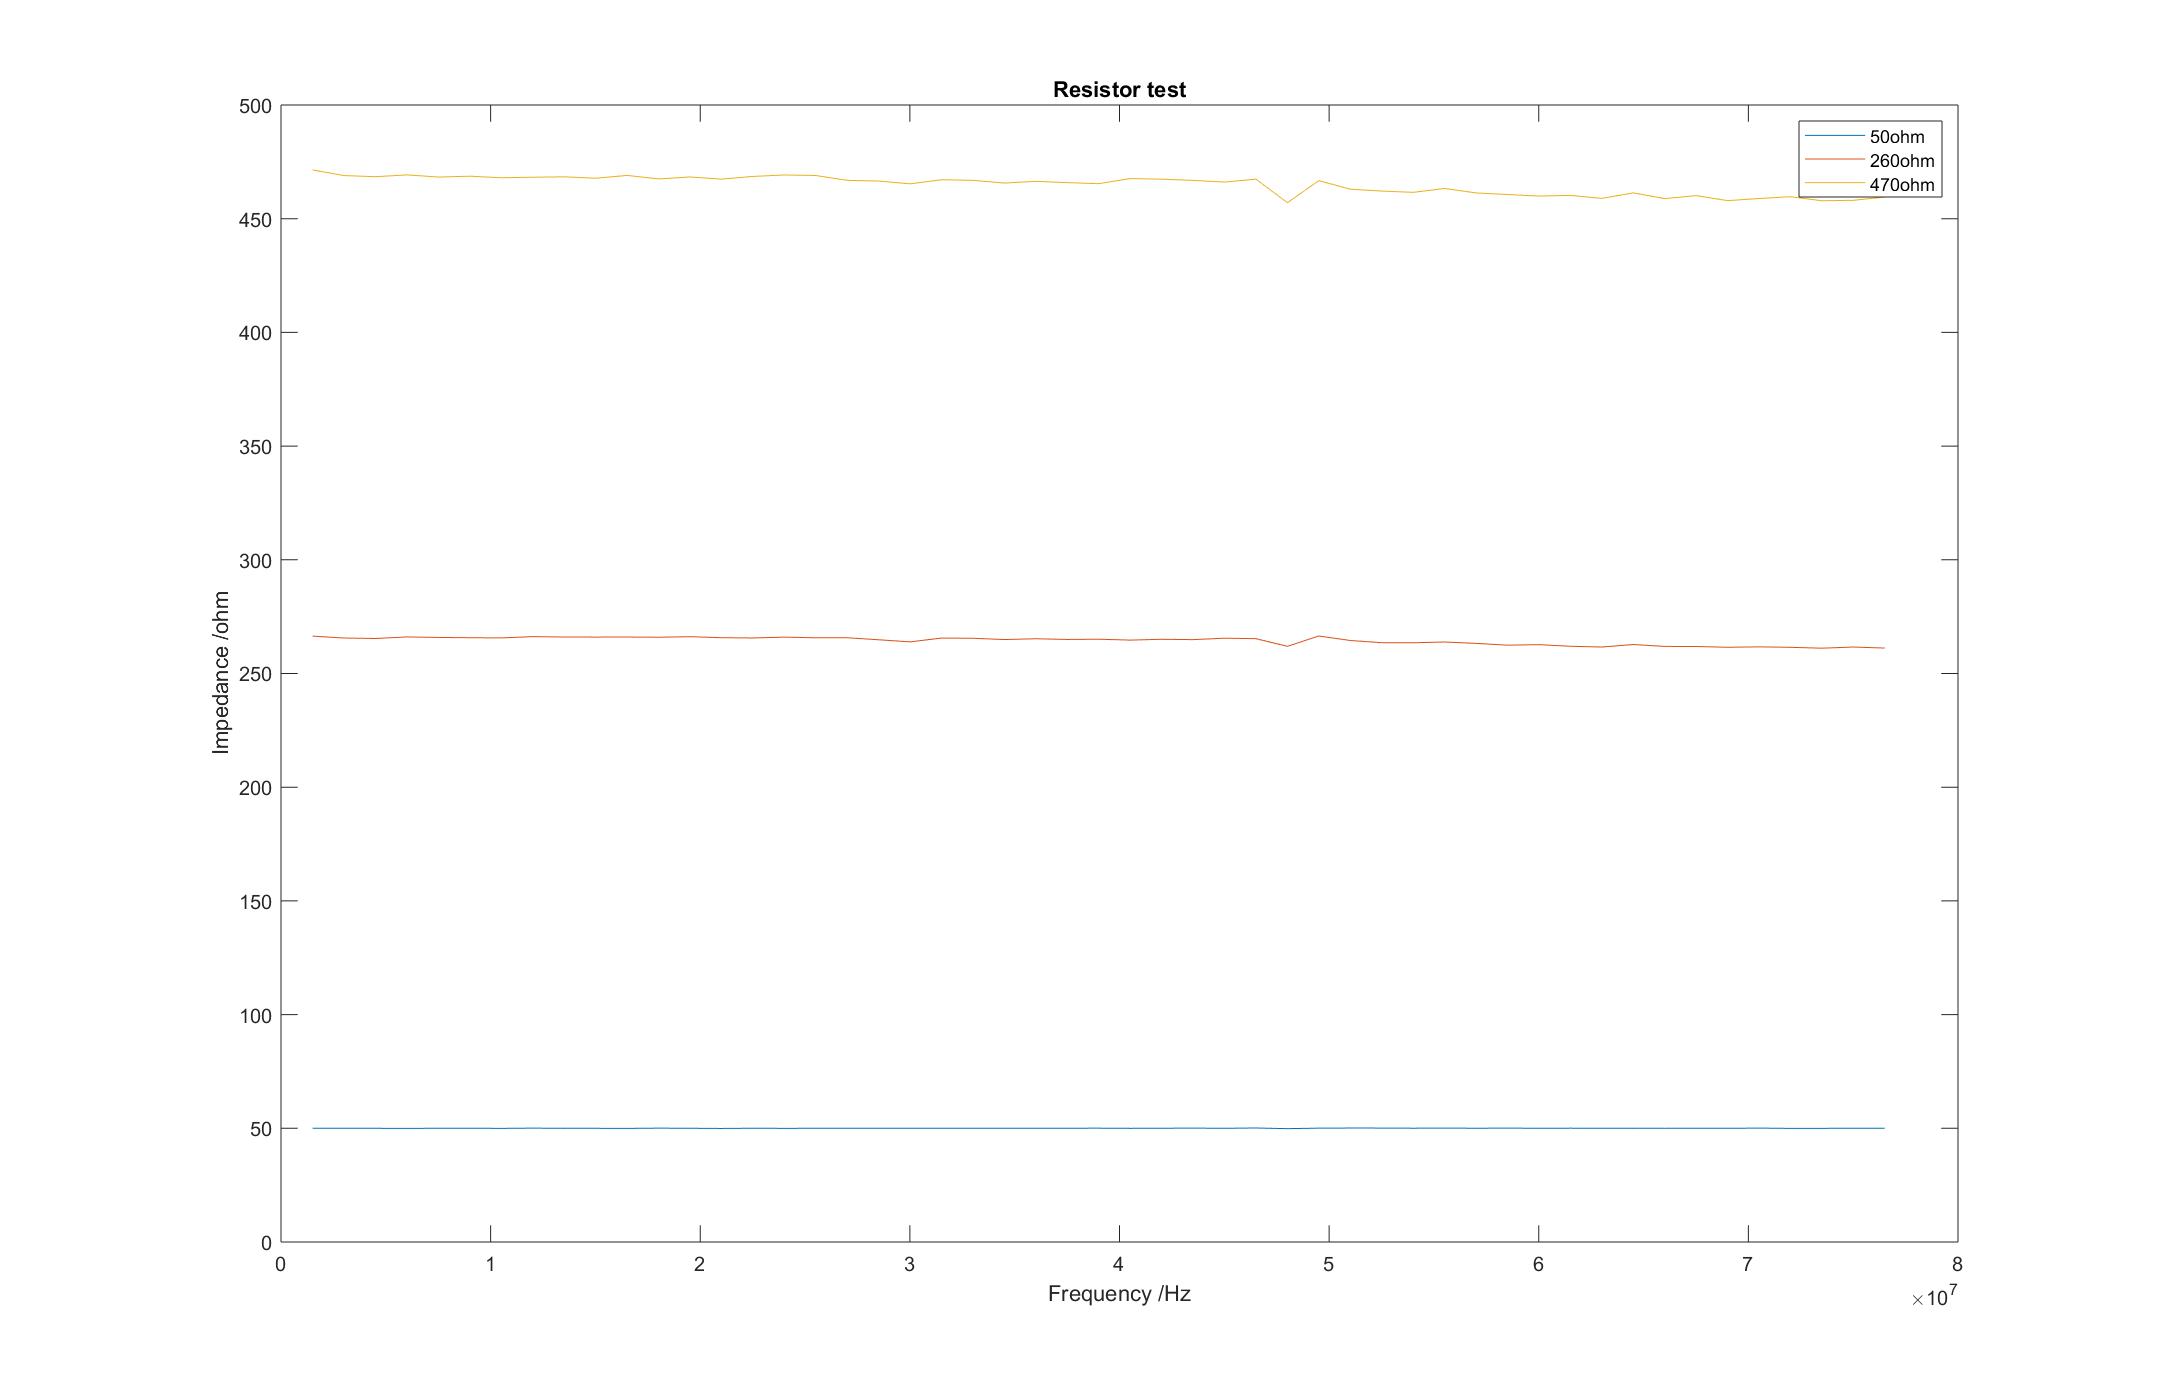 Resistor test
500
450
400
350
300
250
200
150
100
50
0
Impedance /ohm
50ohm
260ohm
470ohm
0 1 2 3 4 5 6 7 8
Frequency /Hz
×10⁷